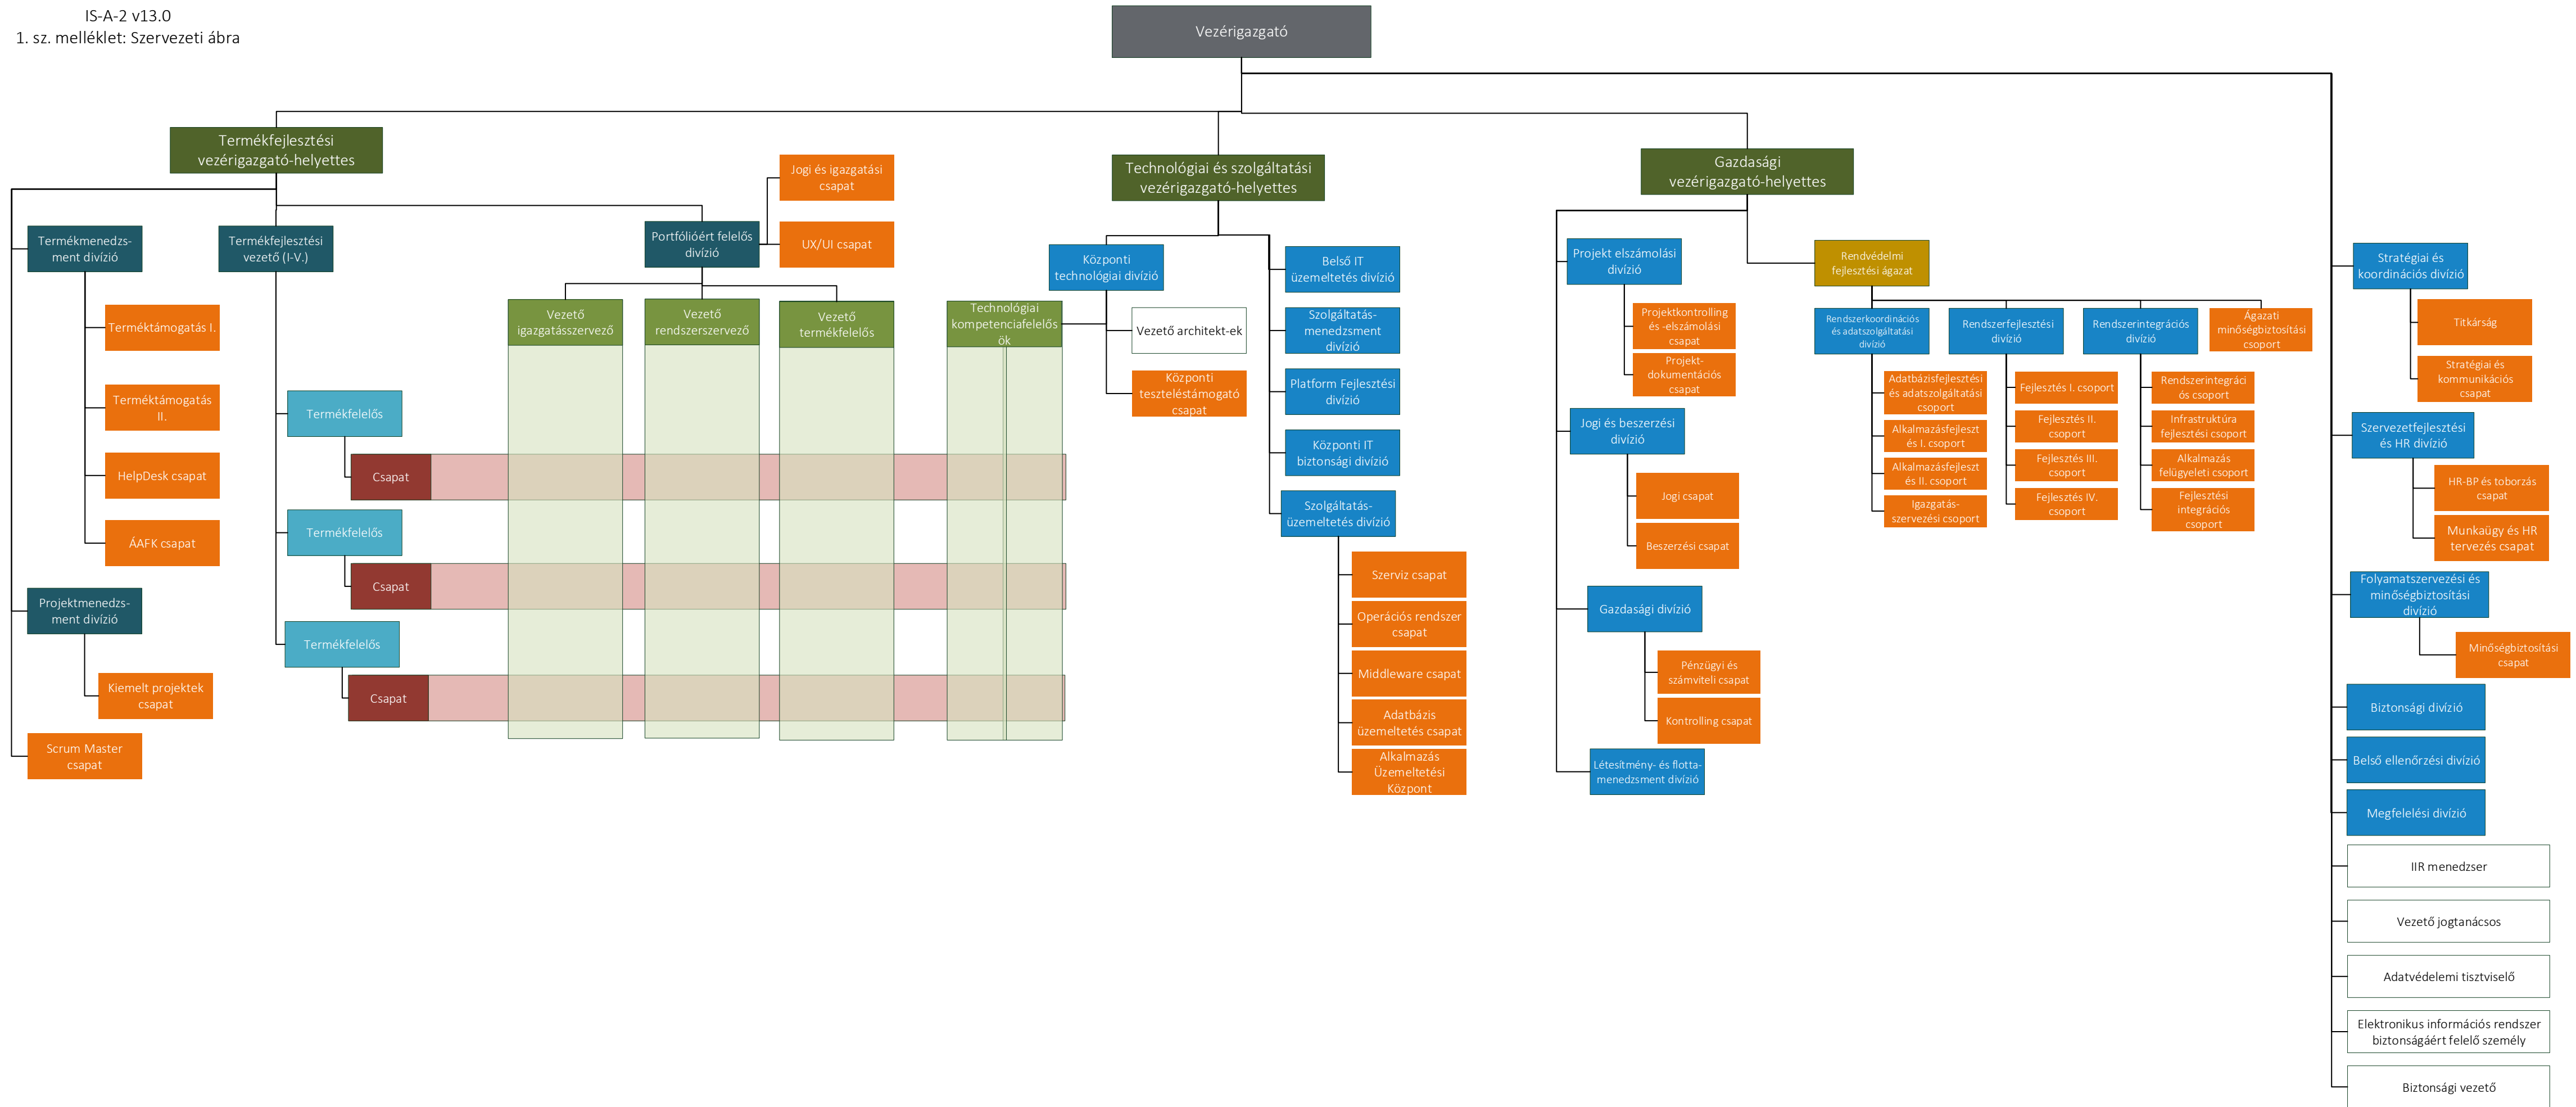 IS-A-2 v13.0
1. sz. melléklet: Szervezeti ábra
Vezérigazgató
Termékfejlesztési
vezérigazgató-helyettes
Termékmenedzs-
ment divízió
Terméktámogatás I.
Terméktámogatás
II.
HelpDesk csapat
ÁAFK csapat
Projektmenedzs-
ment divízió
Kiemelt projektek
csapat
Scrum Master
csapat
Termékfejlesztési
vezető (I-V.)
Termékfelelős
Csapat
Termékfelelős
Csapat
Termékfelelős
Csapat
Portfólióért felelős
divízió
Jogi és igazgatási
csapat
UX/UI csapat
Vezető
igazgatásszervező
Vezető
rendszerszervező
Vezető
termékfelelős
Technológiai
kompetenciafelelős
ök
Technológiai és szolgáltatási
vezérigazgató-helyettes
Központi
technológiai divízió
Vezető architekt-ek
Központi
teszteléstámogató
csapat
Belső IT
üzemeltetés divízió
Szolgáltatás-
menedzsment
divízió
Platform Fejlesztési
divízió
Központi IT
biztonsági divízió
Szolgáltatás-
üzemeltetés divízió
Szerviz csapat
Operációs rendszer
csapat
Middleware csapat
Adatbázis
üzemeltetés csapat
Alkalmazás
Üzemeltetési
Központ
Gazdasági
vezérigazgató-helyettes
Projekt elszámolási
divízió
Projektkontrolling
és -elszámolási
csapat
Projekt-
dokumentációs
csapat
Jogi és beszerzési
divízió
Jogi csapat
Beszerzési csapat
Gazdasági divízió
Pénzügyi és
számviteli csapat
Kontrolling csapat
Létesítmény- és flotta-
menedzsment divízió
Rendvédelmi
fejlesztési ágazat
Rendszerkoordinációs
és adatszolgáltatási
divízió
Adatbázisfejlesztési
és adatszolgáltatási
csoport
Alkalmazásfejleszt
és I. csoport
Alkalmazásfejleszt
és II. csoport
Igazgatás-
szervezési csoport
Rendszerfejlesztési
divízió
Fejlesztés I. csoport
Fejlesztés II.
csoport
Fejlesztés III.
csoport
Fejlesztés IV.
csoport
Rendszerintegrációs
divízió
Rendszerintegráci
ós csoport
Infrastruktúra
fejlesztési csoport
Alkalmazás
felügyeleti csoport
Fejlesztési
integrációs
csoport
Ágazati
minőségbiztosítási
csoport
Stratégiai és
koordinációs divízió
Titkárság
Stratégiai és
kommunikációs
csapat
Szervezetfejlesztési
és HR divízió
HR-BP és toborzás
csapat
Munkaügy és HR
tervezés csapat
Folyamatszervezési és
minőségbiztosítási
divízió
Minőségbiztosítási
csapat
Biztonsági divízió
Belső ellenőrzési divízió
Megfelelési divízió
IIR menedzser
Vezető jogtanácsos
Adatvédelemi tisztviselő
Elektronikus információs rendszer
biztonságáért felelő személy
Biztonsági vezető